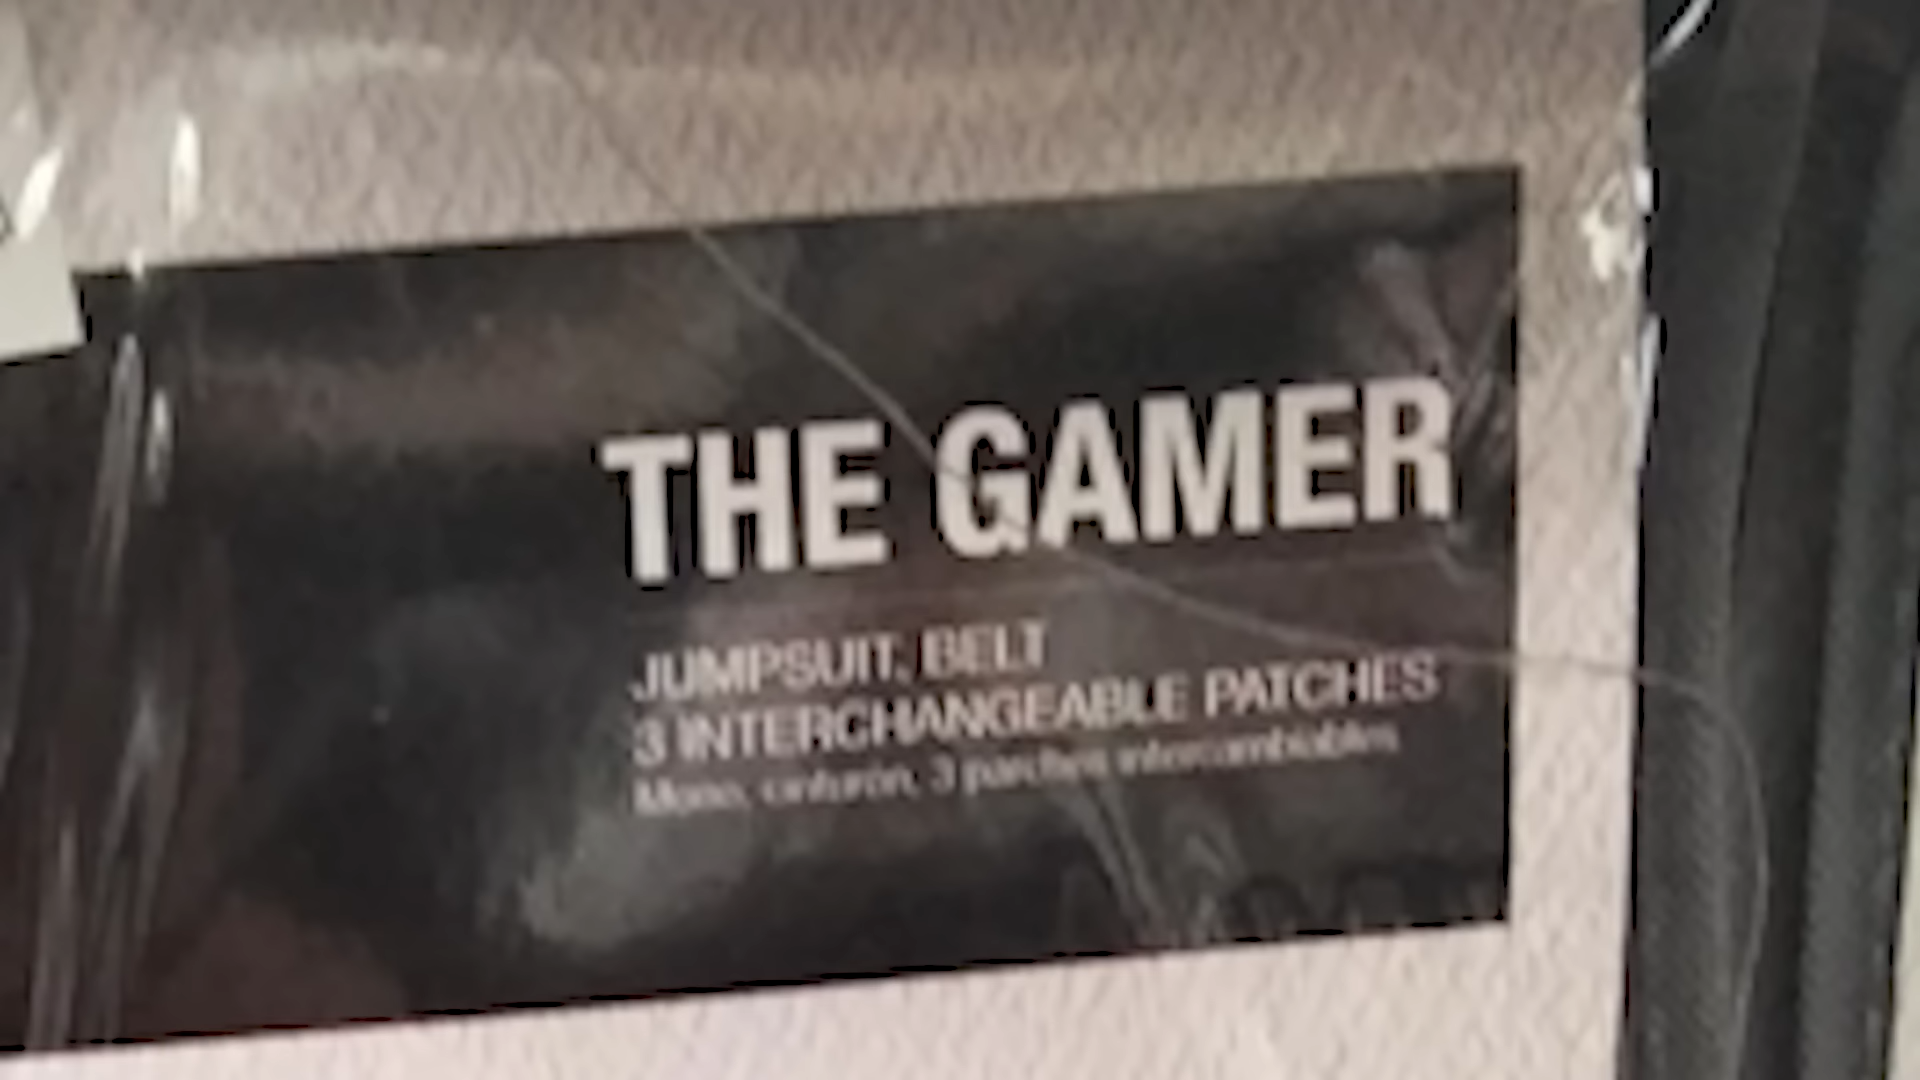 THE GAMER
JUMPSUIT, BELT
3 INTERCHANGEABLE PATCHES
Mono, cinturón, 3 parches intercambiables